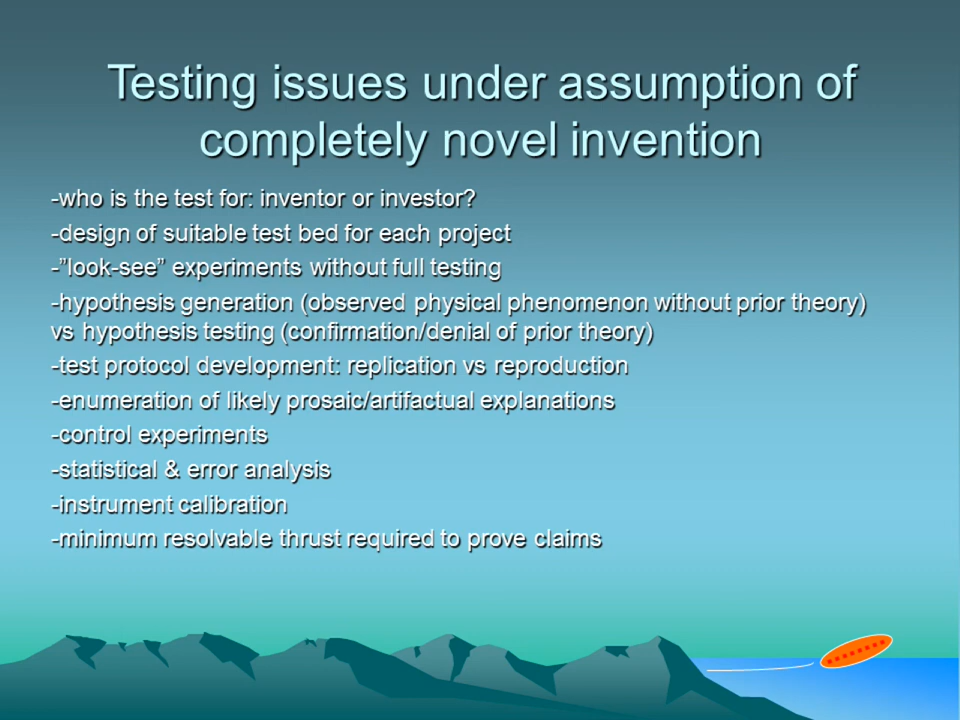 Testing issues under assumption of
completely novel invention
-who is the test for: inventor or investor?
-design of suitable test bed for each project
-”look-see” experiments without full testing
-hypothesis generation (observed physical phenomenon without prior theory)
vs hypothesis testing (confirmation/denial of prior theory)
-test protocol development: replication vs reproduction
-enumeration of likely prosaic/artifactual explanations
-control experiments
-statistical & error analysis
-instrument calibration
-minimum resolvable thrust required to prove claims